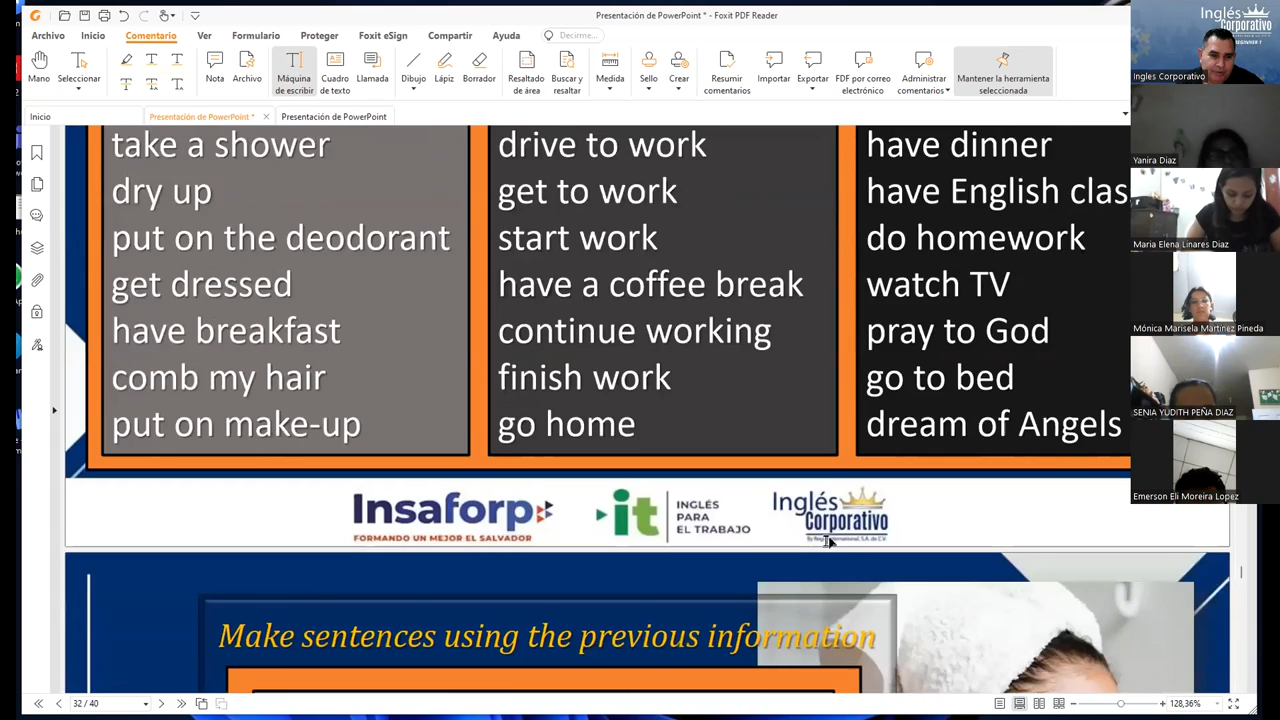 Presentación de PowerPoint * - Foxit PDF Reader
Archivo Inicio Comentario Ver Formulario Proteger Foxit eSign Compartir Ayuda Decirme...
Mano Seleccionar Nota Archivo Máquina de escribir Cuadro de texto Llamada Dibujo Lápiz Borrador Resaltado de área Buscar y resaltar Medida Sello Crear Resumir comentarios Importar Exportar FDF por correo electrónico Administrar comentarios Mantener la herramienta seleccionada
Inicio Presentación de PowerPoint * Presentación de PowerPoint
take a shower
dry up
put on the deodorant
get dressed
have breakfast
comb my hair
put on make-up
drive to work
get to work
start work
have a coffee break
continue working
finish work
go home
have dinner
have English clas
do homework
watch TV
pray to God
go to bed
dream of Angels
Insaforp
FORMANDO UN MEJOR EL SALVADOR
it
INGLÉS
PARA
EL TRABAJO
Inglés
Corporativo
Make sentences using the previous information
32 / 40
128,36%
Inglés
Corporativo
Ingles Corporativo
Yanira Diaz
Maria Elena Linares Diaz
Mónica Marisela Martinez Pineda
SENIA YUDITH PEÑA DIAZ
Emerson Eli Moreira Lopez